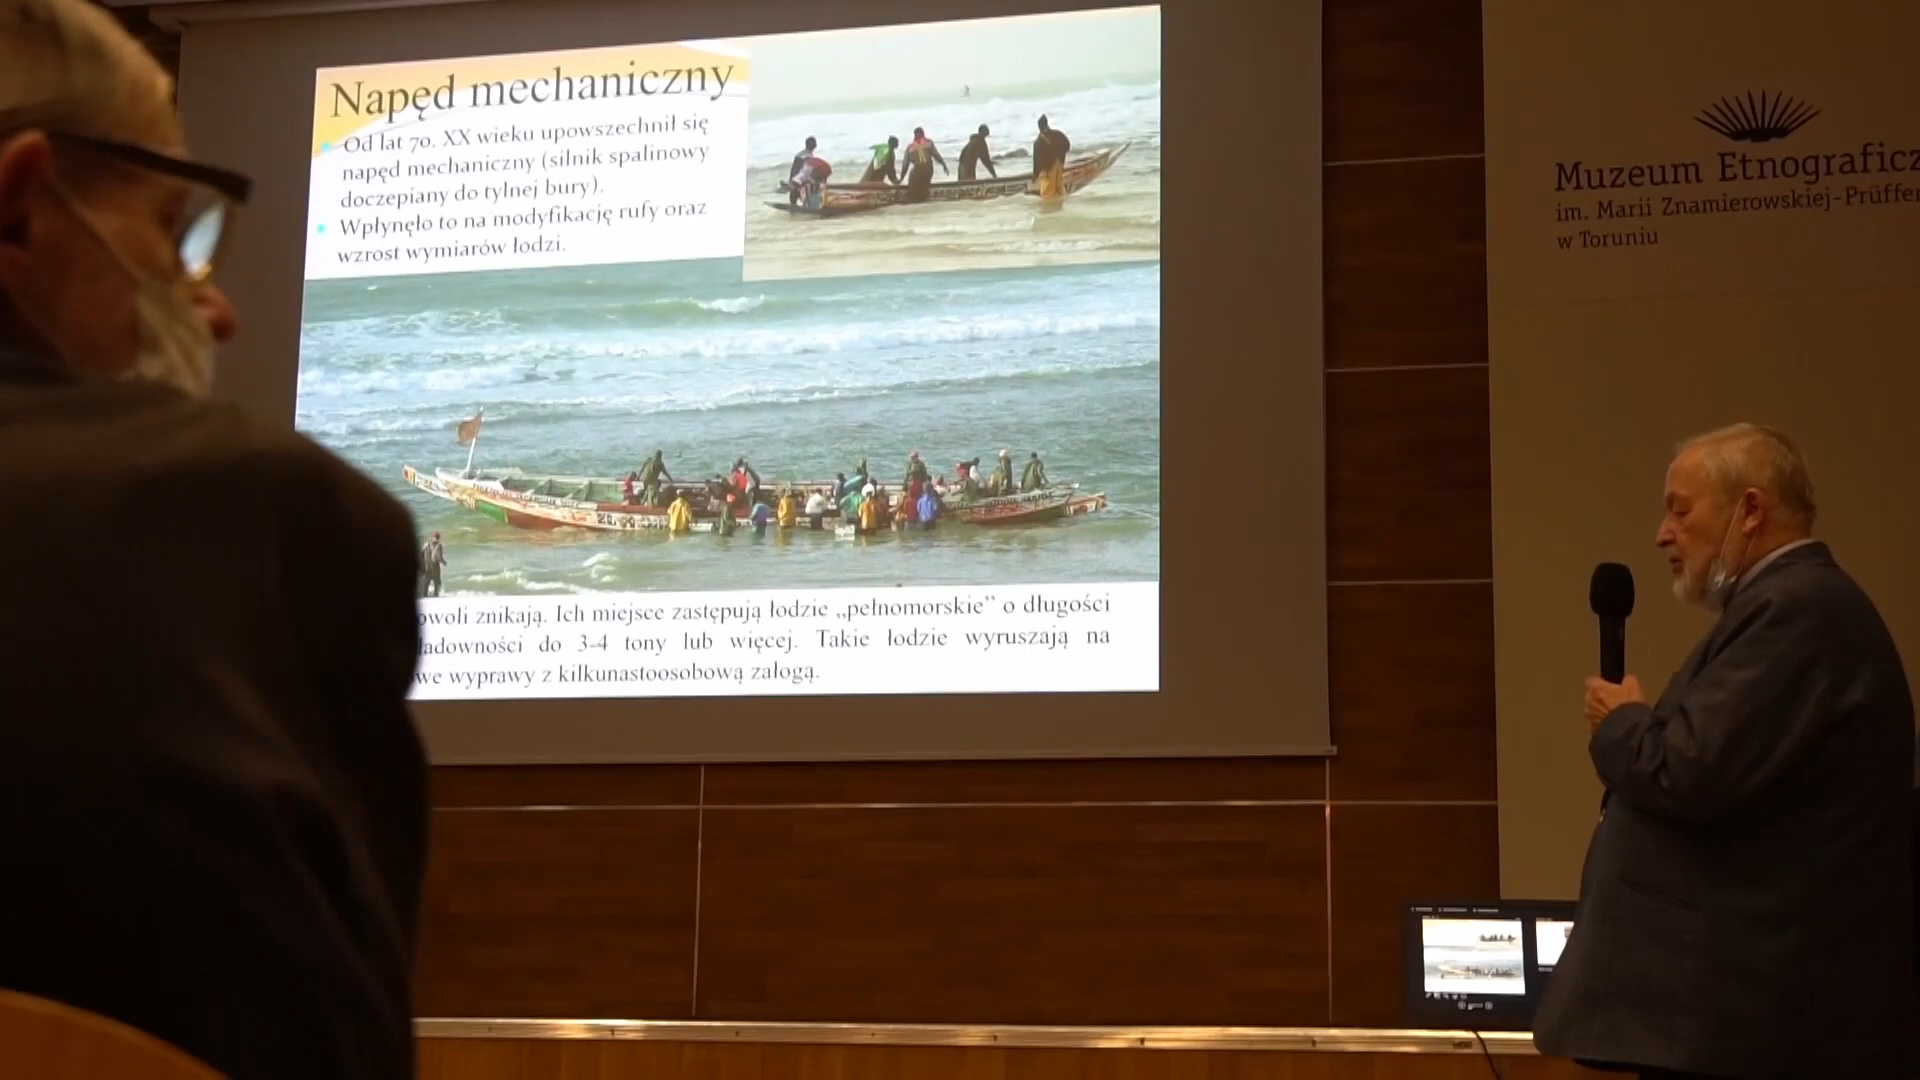 Napęd mechaniczny
Od lat 70. XX wieku upowszechnił się
napęd mechaniczny (silnik spalinowy
doczepiany do tylnej bury).
Wpłynęło to na modyfikację rufy oraz
wzrost wymiarów łodzi.
owoli znikają. Ich miejsce zastępują łodzie „pełnomorskie” o długości
ładowności do 3-4 tony lub więcej. Takie łodzie wyruszają na
we wyprawy z kilkunastoosobową załogą.
Muzeum Etnograficz
im. Marii Znamierowskiej-Prüffer
w Toruniu